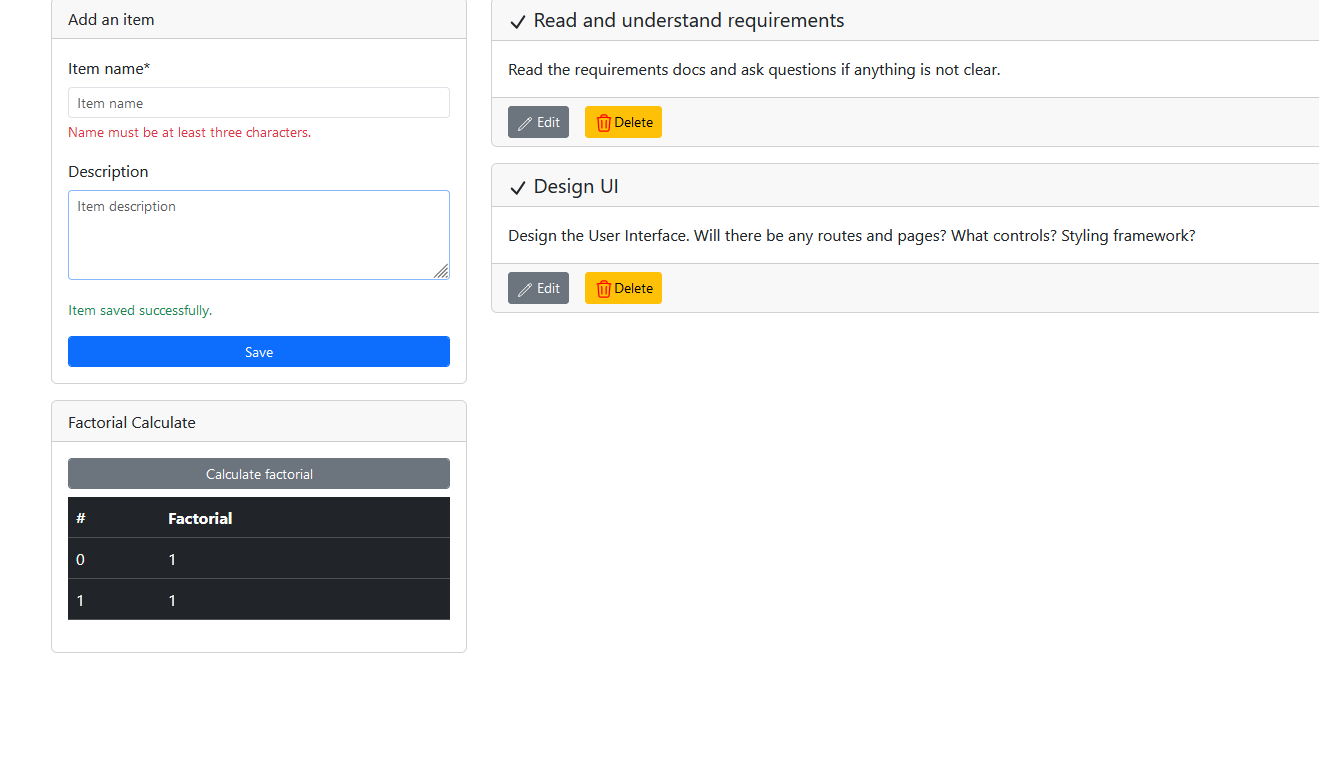 Add an item
Item name*
Item name
Name must be at least three characters.
Description
Item description
Item saved successfully.
Save
Factorial Calculate
Calculate factorial
# Factorial
0 1
1 1
Read and understand requirements
Read the requirements docs and ask questions if anything is not clear.
Edit Delete
Design UI
Design the User Interface. Will there be any routes and pages? What controls? Styling framework?
Edit Delete